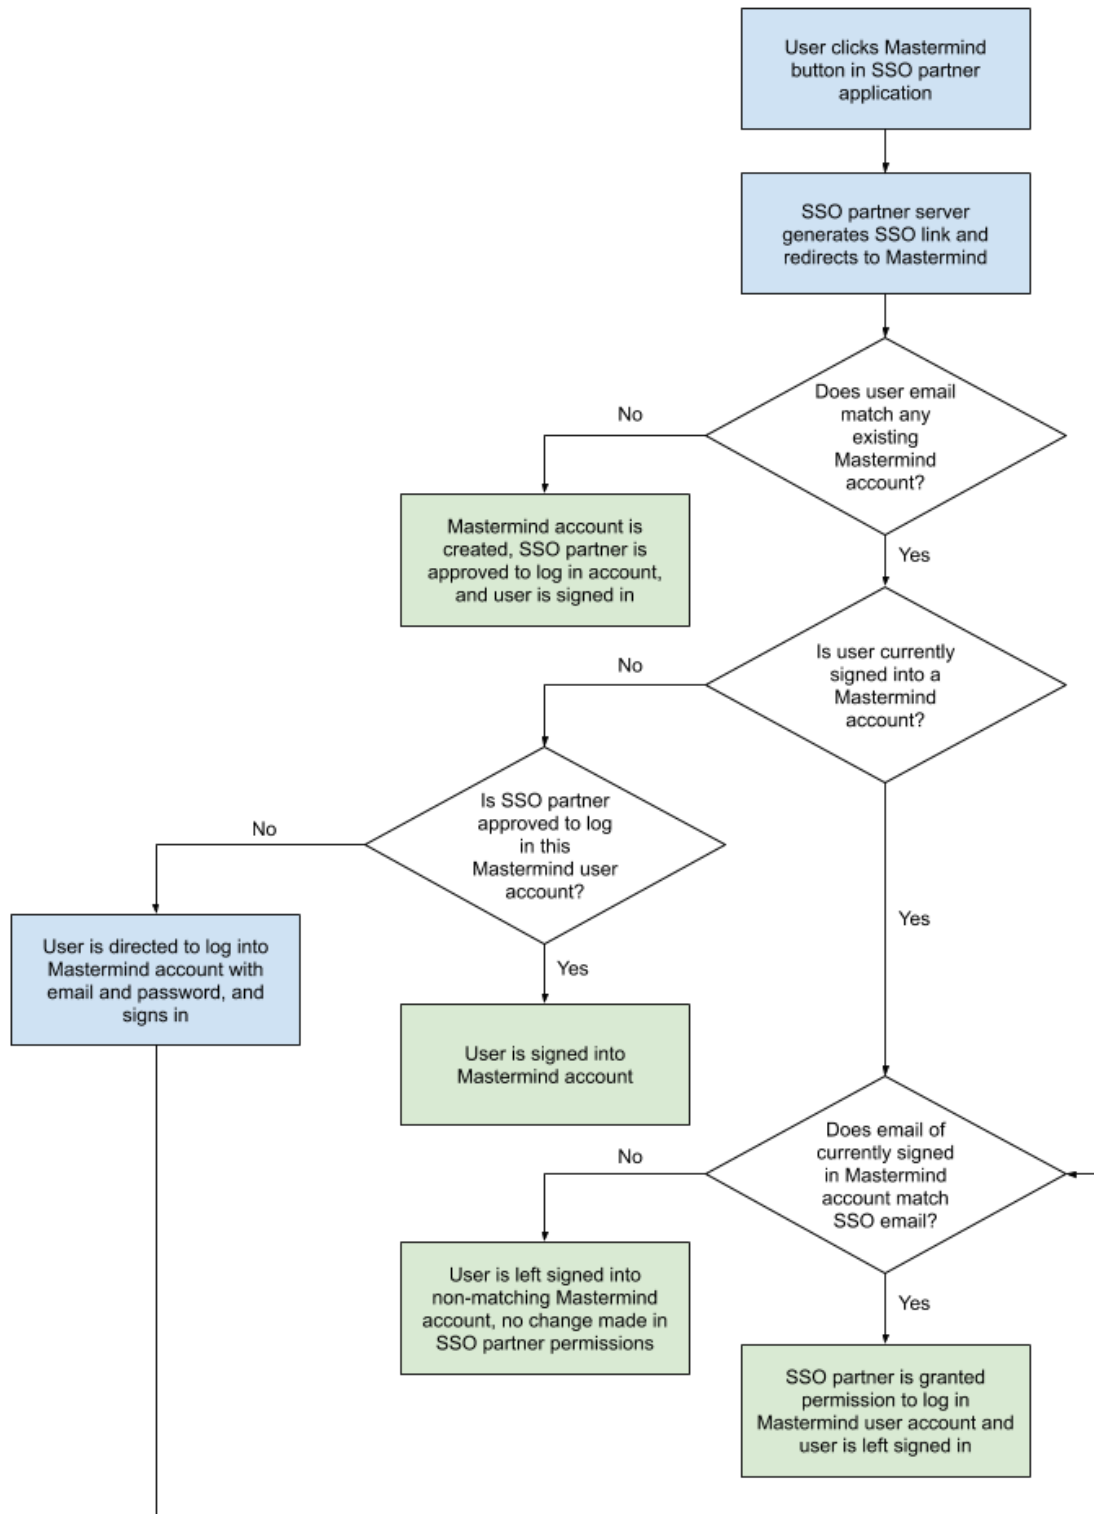 User clicks Mastermind
button in SSO partner
application
SSO partner server
generates SSO link and
redirects to Mastermind
Does user email
match any
existing
Mastermind
account?
No
Yes
Mastermind account is
created, SSO partner is
approved to log in account,
and user is signed in
Is user currently
signed into a
Mastermind
account?
No
Yes
Is SSO partner
approved to log
in this
Mastermind user
account?
No
Yes
User is directed to log into
Mastermind account with
email and password, and
signs in
User is signed into
Mastermind account
Does email of
currently signed
in Mastermind
account match
SSO email?
No
Yes
User is left signed into
non-matching Mastermind
account, no change made in
SSO partner permissions
SSO partner is granted
permission to log in
Mastermind user account and
user is left signed in